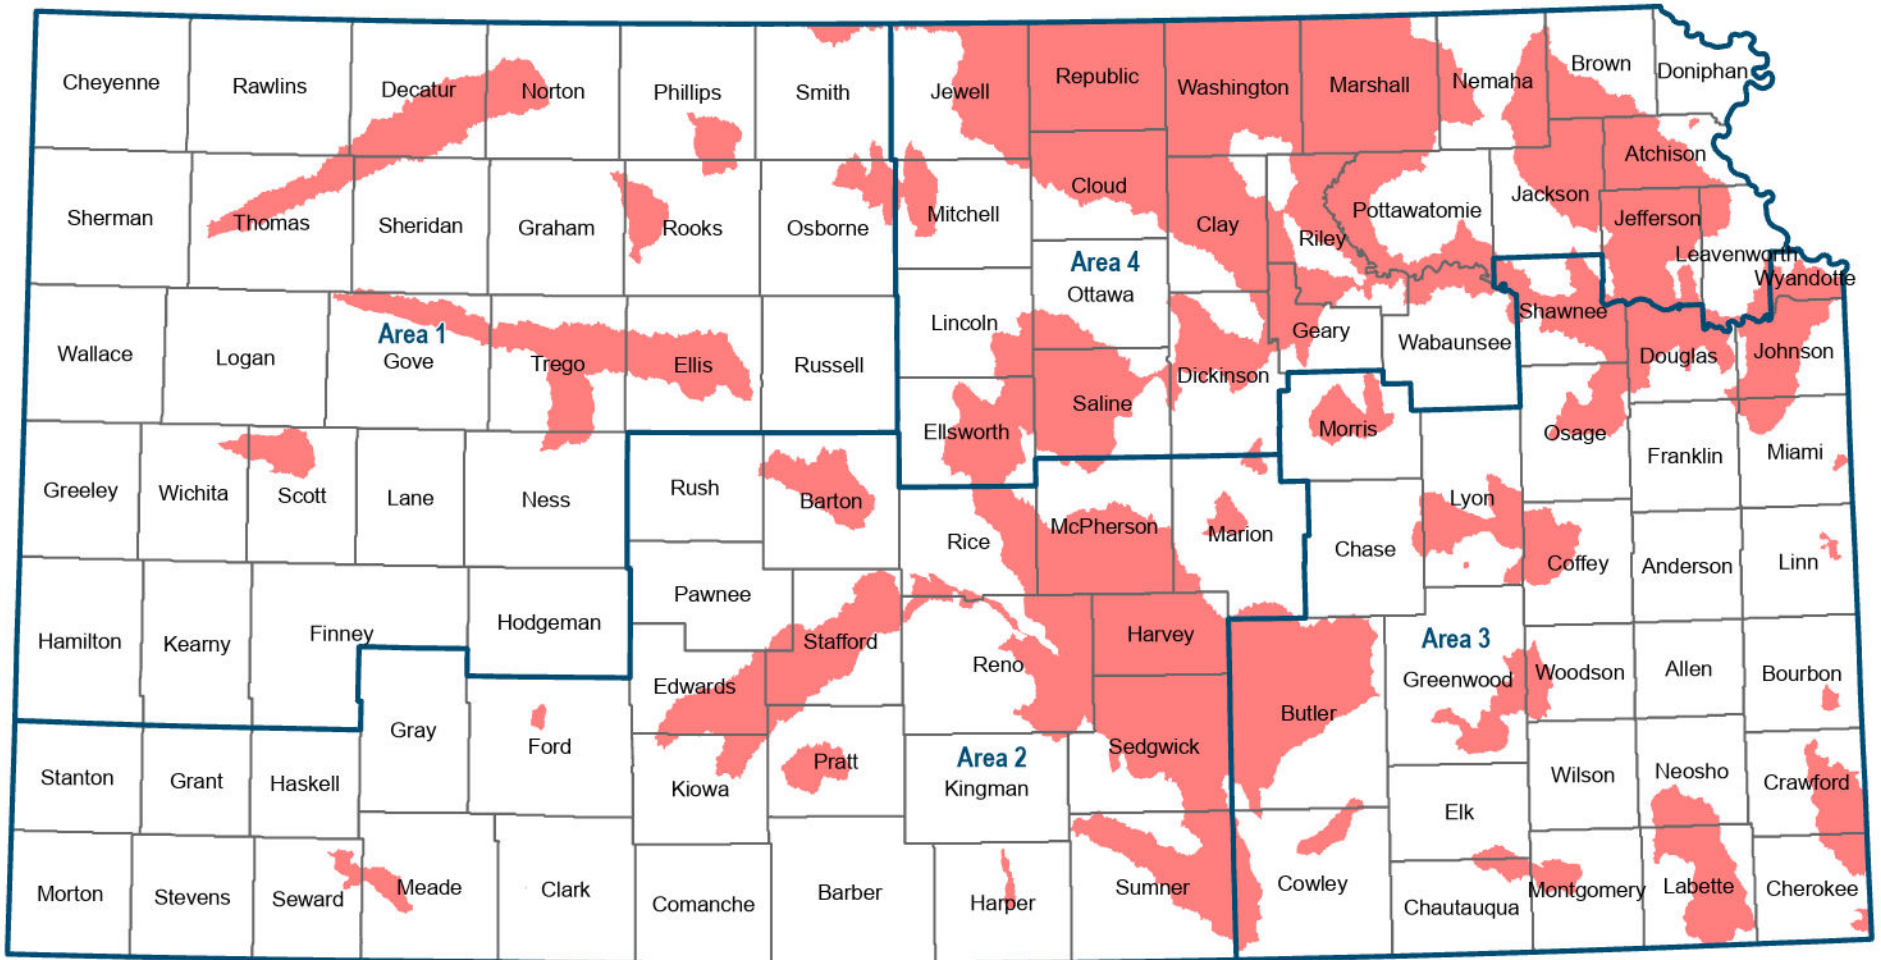 Cheyenne
Rawlins
Decatur
Norton
Phillips
Smith
Jewell
Republic
Washington
Marshall
Nemaha
Brown
Doniphan
Sherman
Thomas
Sheridan
Graham
Rooks
Osborne
Mitchell
Cloud
Clay
Riley
Pottawatomie
Jackson
Atchison
Jefferson
Leavenworth
Wyandotte
Area 4
Ottawa
Wallace
Logan
Area 1
Gove
Trego
Ellis
Russell
Lincoln
Saline
Dickinson
Geary
Wabaunsee
Shawnee
Douglas
Johnson
Ellsworth
Morris
Osage
Franklin
Miami
Greeley
Wichita
Scott
Lane
Ness
Rush
Barton
Rice
McPherson
Marion
Chase
Lyon
Coffey
Anderson
Linn
Hamilton
Kearny
Finney
Hodgeman
Pawnee
Stafford
Edwards
Reno
Harvey
Area 3
Greenwood
Woodson
Allen
Bourbon
Gray
Ford
Kiowa
Pratt
Area 2
Kingman
Sedgwick
Butler
Elk
Wilson
Neosho
Crawford
Stanton
Grant
Haskell
Morton
Stevens
Seward
Meade
Clark
Comanche
Barber
Harper
Sumner
Cowley
Chautauqua
Montgomery
Labette
Cherokee